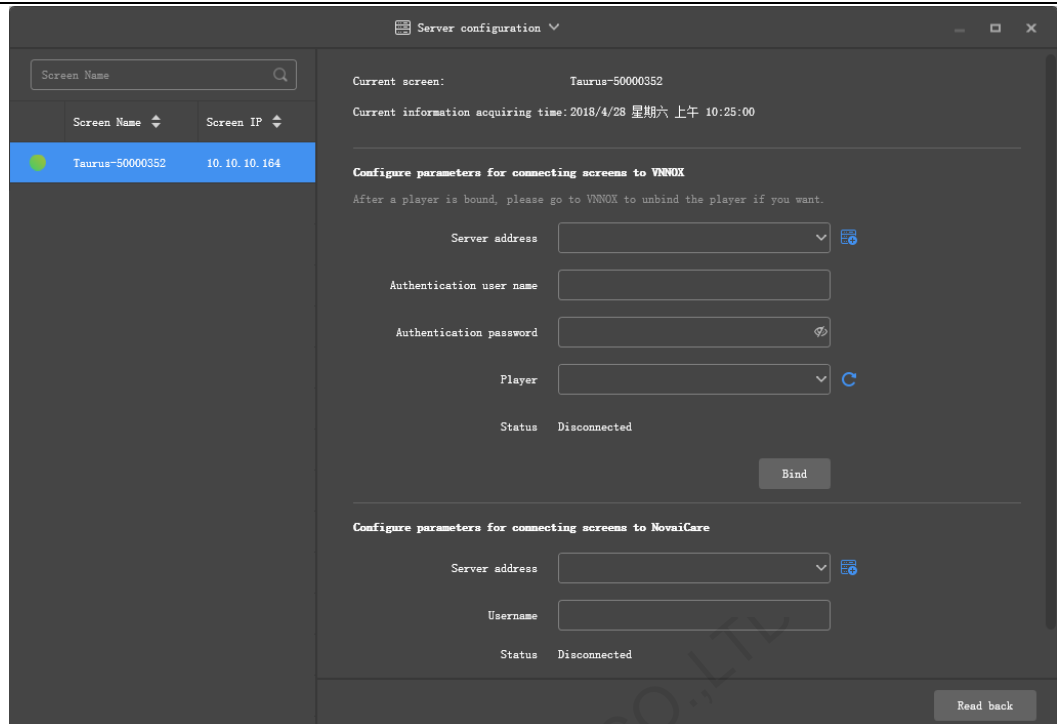 Server configuration
Screen Name
Screen Name Screen IP
Taurus-50000352 10.10.10.164
Current screen: Taurus-50000352
Current information acquiring time: 2018/4/28 星期六 上午 10:25:00
Configure parameters for connecting screens to VNNOX
After a player is bound, please go to VNNOX to unbind the player if you want.
Server address
Authentication user name
Authentication password
Player
Status Disconnected
Bind
Configure parameters for connecting screens to NovaiCare
Server address
Username
Status Disconnected
CO.,LTD
Read back